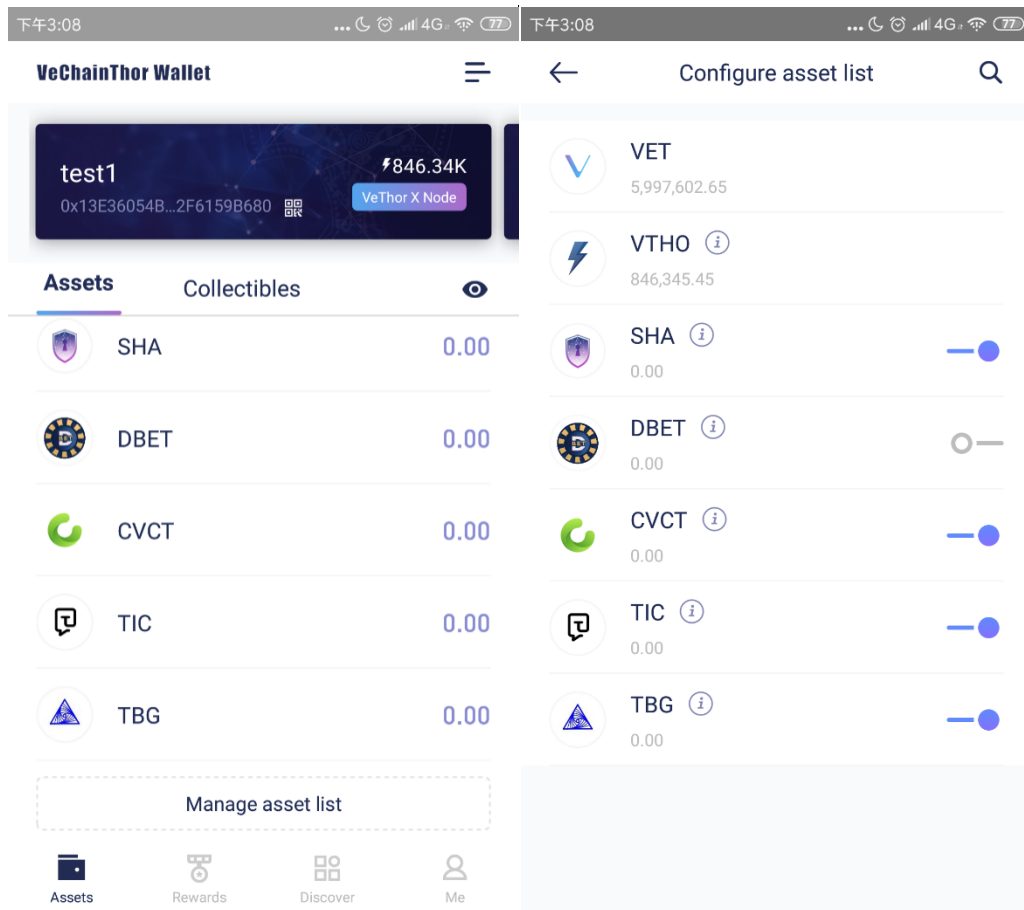 下午3:08
4G
77
VeChainThor Wallet
test1
846.34K
0x13E36054B...2F6159B680
VeThor X Node
Assets
Collectibles
SHA
0.00
DBET
0.00
CVCT
0.00
TIC
0.00
TBG
0.00
Manage asset list
Assets
Rewards
Discover
Me
下午3:08
4G
77
Configure asset list
VET
5,997,602.65
VTHO
846,345.45
SHA
0.00
DBET
0.00
CVCT
0.00
TIC
0.00
TBG
0.00